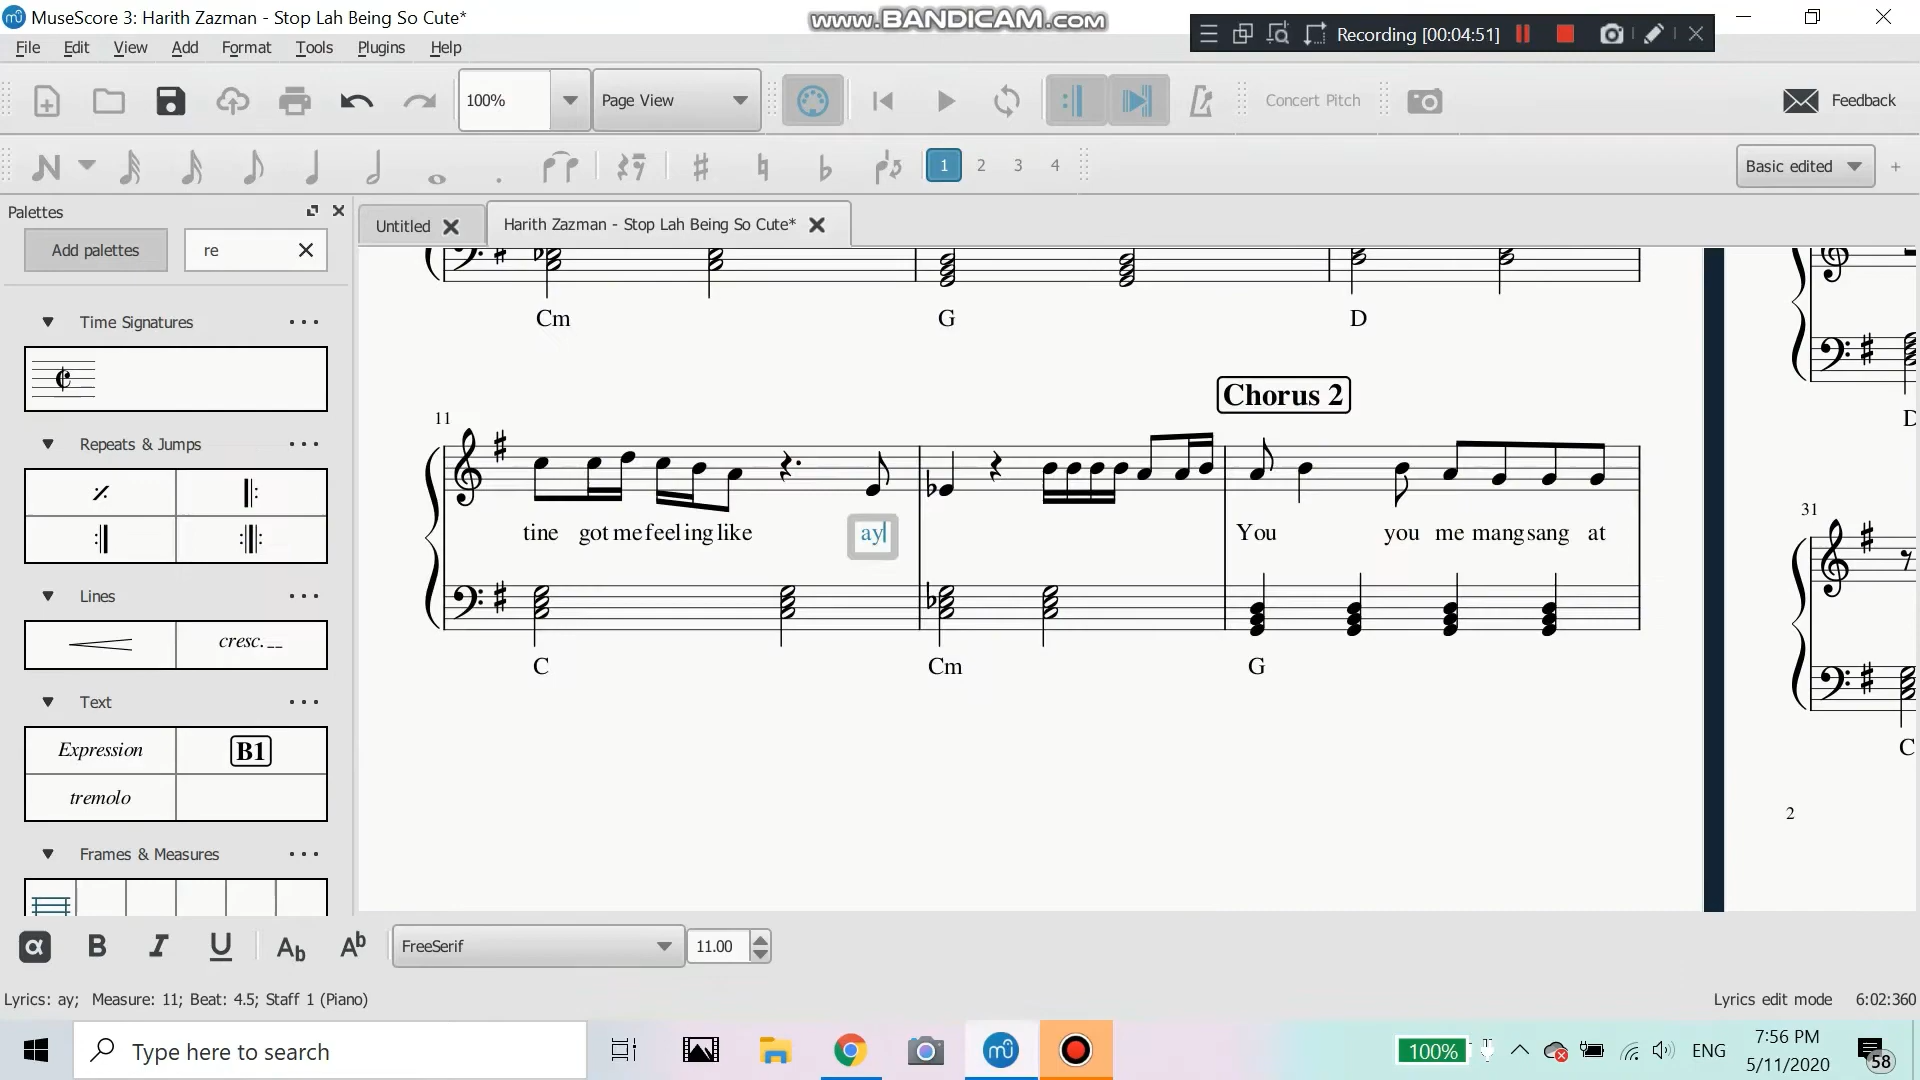 MuseScore 3: Harith Zazman - Stop Lah Being So Cute*
www.BANDICAM.com
Recording [00:04:51]
File Edit View Add Format Tools Plugins Help
100%
Page View
Concert Pitch
Feedback
1 2 3 4
Basic edited
Palettes
Add palettes
re
Untitled
Harith Zazman - Stop Lah Being So Cute*
Time Signatures
Repeats & Jumps
Lines
cresc.
Text
Expression
B1
tremolo
Frames & Measures
Cm G D
Chorus 2
11
tine got me feel ing like ay You you me mang sang at
C Cm G
D
31
C
2
B I U Ab Ab
FreeSerif
11.00
Lyrics: ay; Measure: 11; Beat: 4.5; Staff 1 (Piano)
Lyrics edit mode 6:02:360
Type here to search
100%
ENG
7:56 PM
5/11/2020
58